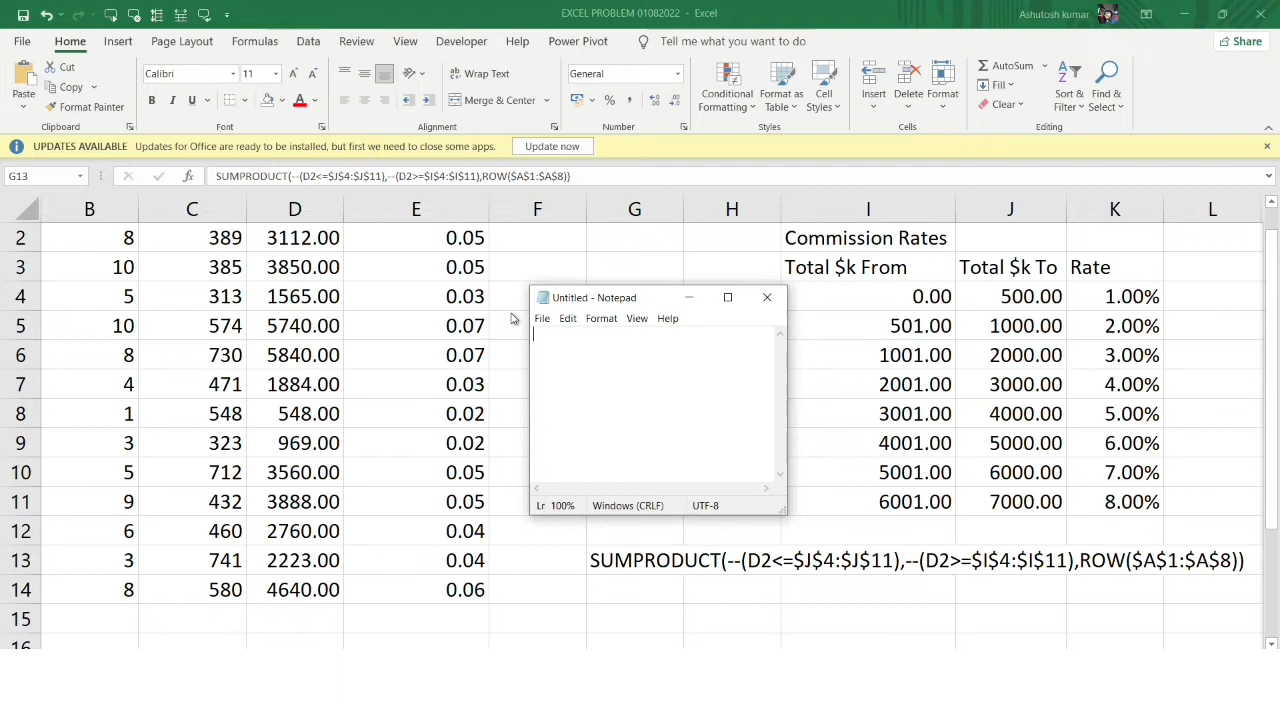 EXCEL PROBLEM 01082022 - Excel
Ashutosh kumar
File Home Insert Page Layout Formulas Data Review View Developer Help Power Pivot Tell me what you want to do Share
Paste Cut Copy Format Painter Clipboard
Calibri 11 B I U A Font
Wrap Text Merge & Center Alignment
General % Number
Conditional Formatting Format as Table Cell Styles Styles
Insert Delete Format Cells
AutoSum Fill Clear Sort & Filter Find & Select Editing
UPDATES AVAILABLE Updates for Office are ready to be installed, but first we need to close some apps. Update now
G13 fx SUMPRODUCT(--(D2<=$J$4:$J$11),--(D2>=$I$4:$I$11),ROW($A$1:$A$8))
B C D E F G H I J K L
2 8 389 3112.00 0.05 Commission Rates
3 10 385 3850.00 0.05 Total $k From Total $k To Rate
4 5 313 1565.00 0.03 0.00 500.00 1.00%
5 10 574 5740.00 0.07 501.00 1000.00 2.00%
6 8 730 5840.00 0.07 1001.00 2000.00 3.00%
7 4 471 1884.00 0.03 2001.00 3000.00 4.00%
8 1 548 548.00 0.02 3001.00 4000.00 5.00%
9 3 323 969.00 0.02 4001.00 5000.00 6.00%
10 5 712 3560.00 0.05 5001.00 6000.00 7.00%
11 9 432 3888.00 0.05 6001.00 7000.00 8.00%
12 6 460 2760.00 0.04
13 3 741 2223.00 0.04 SUMPRODUCT(--(D2<=$J$4:$J$11),--(D2>=$I$4:$I$11),ROW($A$1:$A$8))
14 8 580 4640.00 0.06
15
Untitled - Notepad
File Edit Format View Help
Lr 100% Windows (CRLF) UTF-8